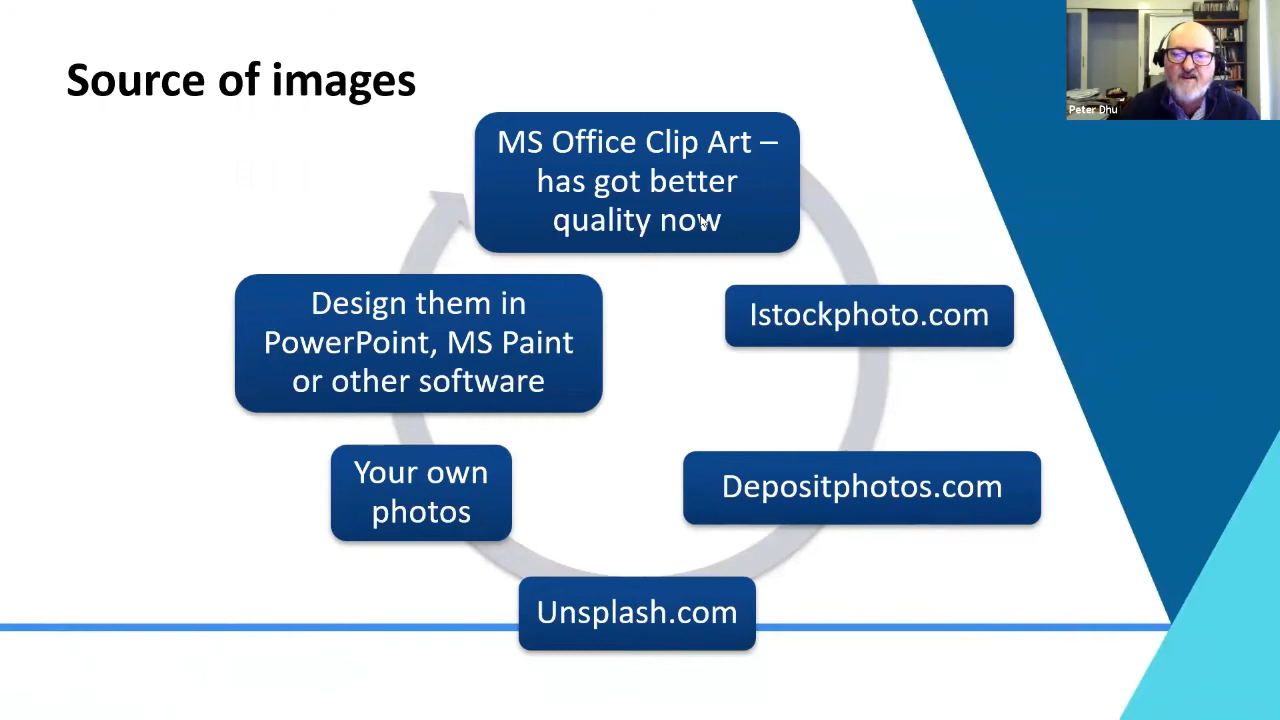 Source of images
MS Office Clip Art –
has got better
quality now
Istockphoto.com
Depositphotos.com
Unsplash.com
Your own
photos
Design them in
PowerPoint, MS Paint
or other software
Peter Dhu